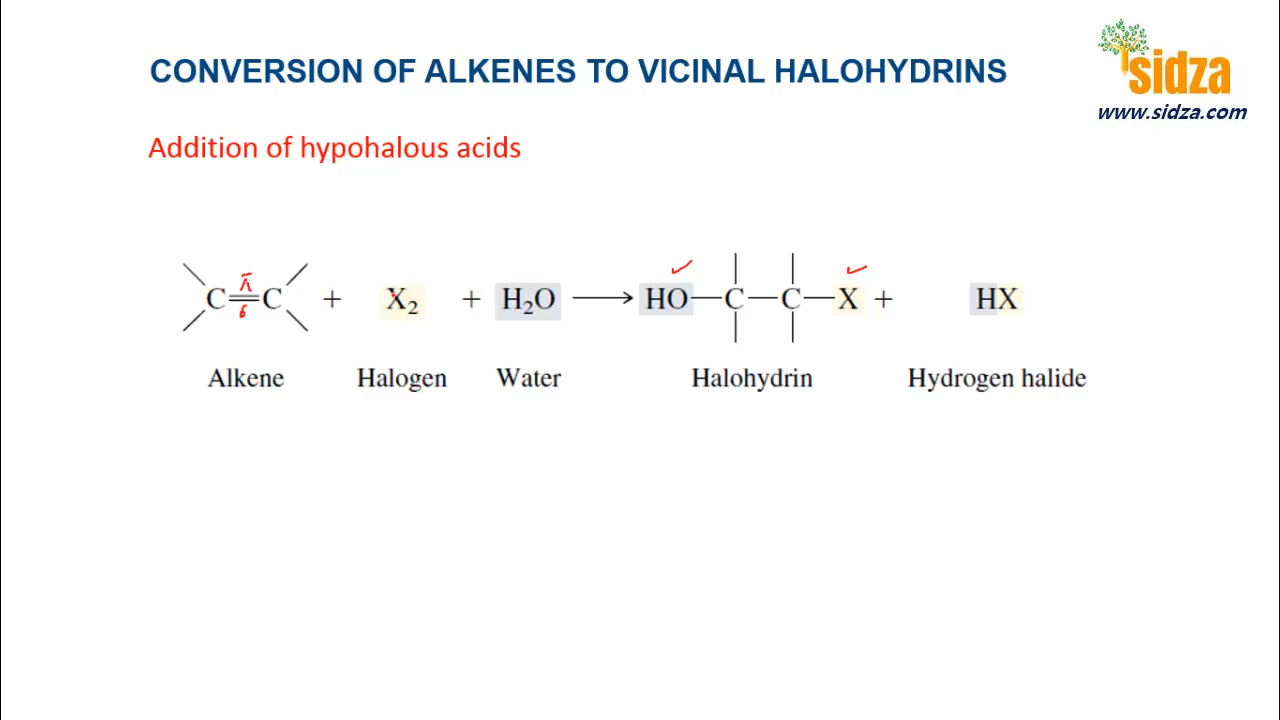 sidza
www.sidza.com
CONVERSION OF ALKENES TO VICINAL HALOHYDRINS
Addition of hypohalous acids
π
C=C + X₂ + H₂O ⟶ HO—C—C—X + HX
6
Alkene Halogen Water Halohydrin Hydrogen halide